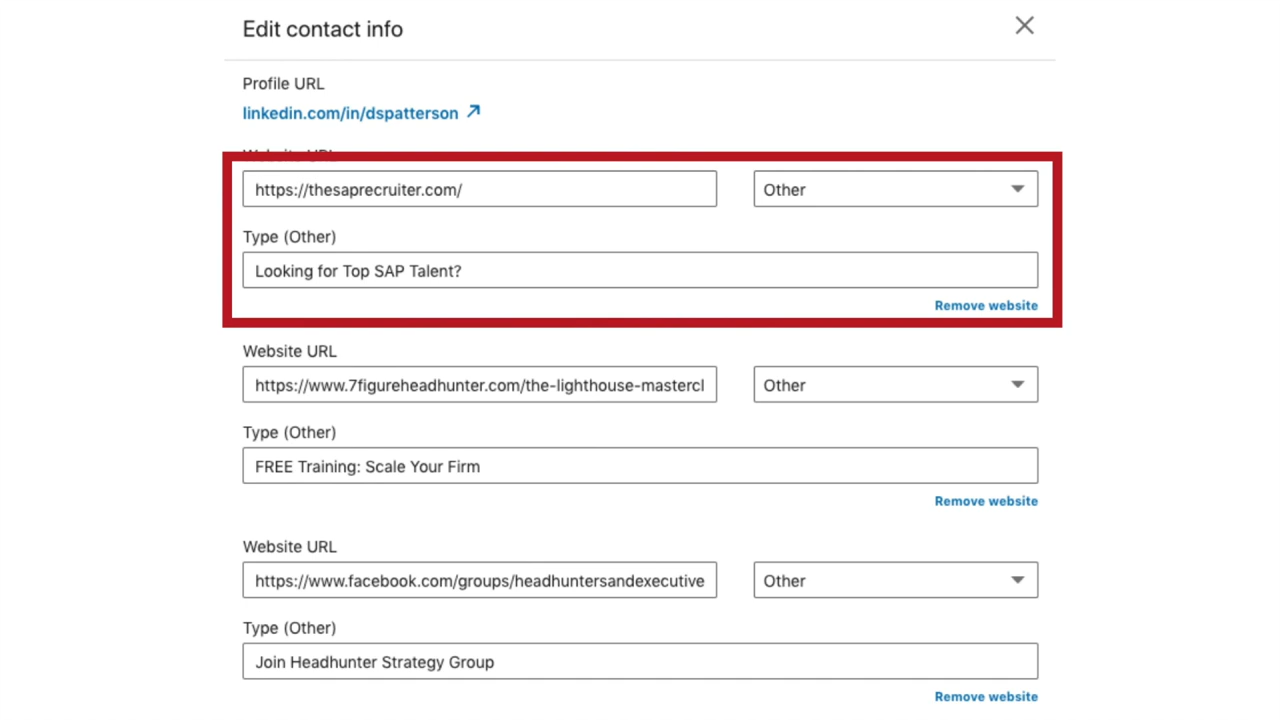 Edit contact info
Profile URL
linkedin.com/in/dspatterson
Website URL
https://thesaprecruiter.com/
Other
Type (Other)
Looking for Top SAP Talent?
Remove website
Website URL
https://www.7figureheadhunter.com/the-lighthouse-mastercl
Other
Type (Other)
FREE Training: Scale Your Firm
Remove website
Website URL
https://www.facebook.com/groups/headhuntersandexecutive
Other
Type (Other)
Join Headhunter Strategy Group
Remove website